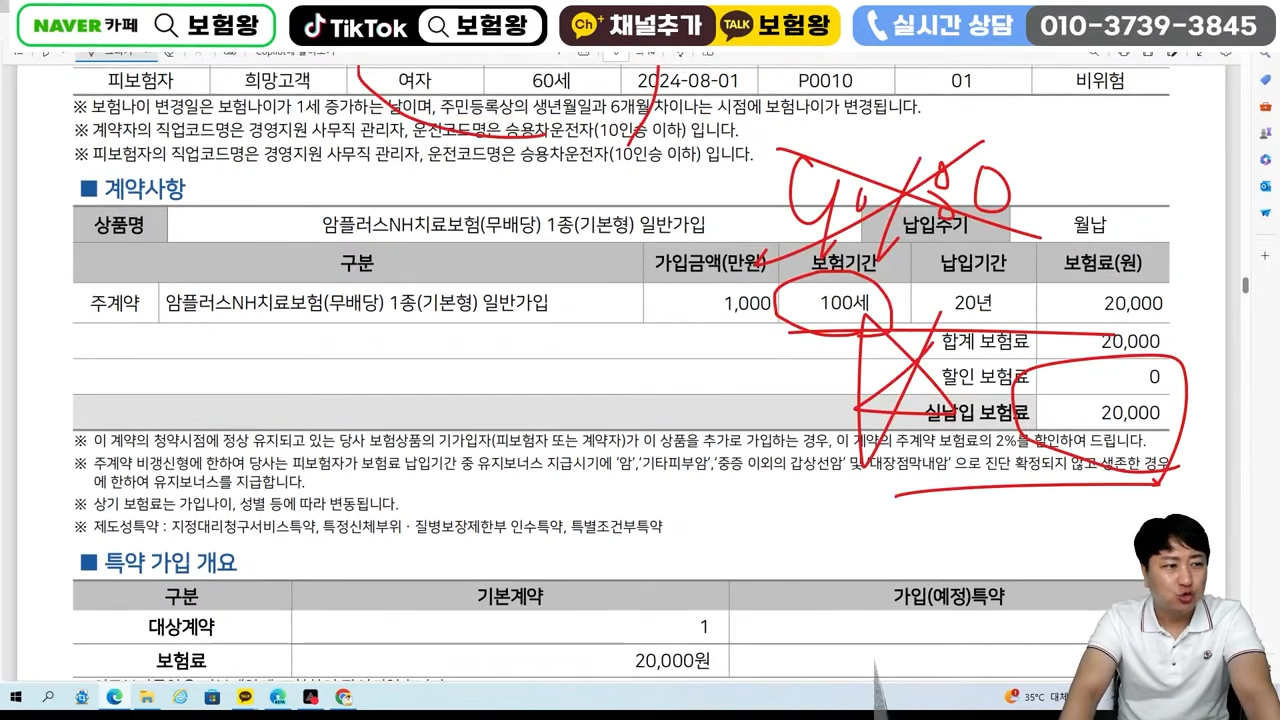 NAVER 카페 보험왕 TikTok 보험왕 Ch+ 채널추가 TALK 보험왕 실시간 상담 010-3739-3845
피보험자 희망고객 여자 60세 2024-08-01 P0010 01 비위험
※ 보험나이 변경일은 보험나이가 1세 증가하는 날이며, 주민등록상의 생년월일과 6개월 차이나는 시점에 보험나이가 변경됩니다.
※ 계약자의 직업코드명은 경영지원 사무직 관리자, 운전코드명은 승용차운전자(10인승 이하) 입니다.
※ 피보험자의 직업코드명은 경영지원 사무직 관리자, 운전코드명은 승용차운전자(10인승 이하) 입니다.
■ 계약사항
상품명 암플러스NH치료보험(무배당) 1종(기본형) 일반가입 납입주기 월납
구분 가입금액(만원) 보험기간 납입기간 보험료(원)
주계약 암플러스NH치료보험(무배당) 1종(기본형) 일반가입 1,000 100세 20년 20,000
합계 보험료 20,000
할인 보험료 0
실납입 보험료 20,000
※ 이 계약의 청약시점에 정상 유지되고 있는 당사 보험상품의 기가입자(피보험자 또는 계약자)가 이 상품을 추가로 가입하는 경우, 이 계약의 주계약 보험료의 2%를 할인하여 드립니다.
※ 주계약 비갱신형에 한하여 당사는 피보험자가 보험료 납입기간 중 유지보너스 지급시기에 '암','기타피부암','중증 이외의 갑상선암' 및 '대장점막내암' 으로 진단 확정되지 않고 생존한 경우
에 한하여 유지보너스를 지급합니다.
※ 상기 보험료는 가입나이, 성별 등에 따라 변동됩니다.
※ 제도성특약 : 지정대리청구서비스특약, 특정신체부위 · 질병보장제한부 인수특약, 특별조건부특약
■ 특약 가입 개요
구분 기본계약 가입(예정)특약
대상계약 1
보험료 20,000원
35°C